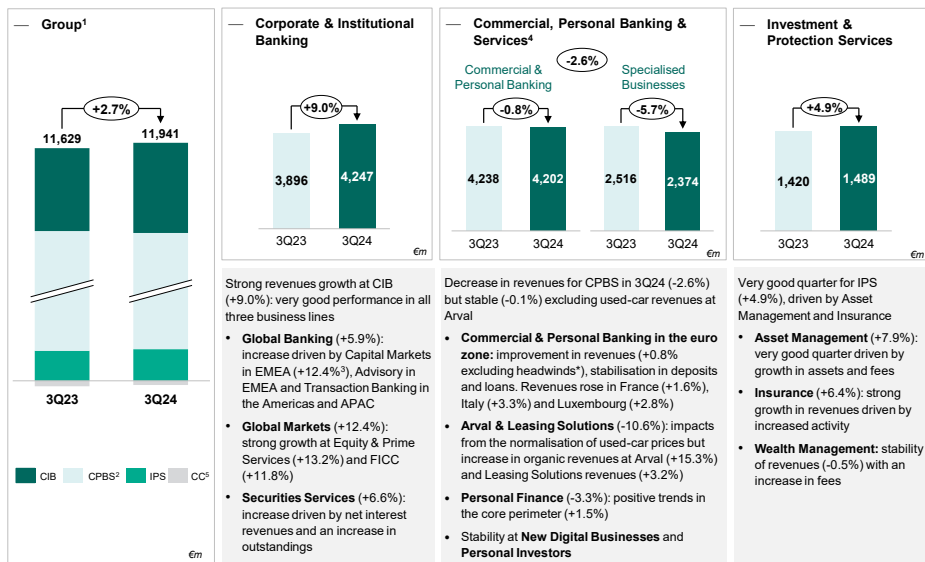 — Group¹
+2.7%
11,629
11,941
3Q23
3Q24
CIB
CPBS²
IPS
CC⁵
€m
— Corporate & Institutional
Banking
+9.0%
3,896
4,247
3Q23
3Q24
€m
Strong revenues growth at CIB
(+9.0%): very good performance in all
three business lines
• Global Banking (+5.9%):
increase driven by Capital Markets
in EMEA (+12.4%³), Advisory in
EMEA and Transaction Banking in
the Americas and APAC
• Global Markets (+12.4%):
strong growth at Equity & Prime
Services (+13.2%) and FICC
(+11.8%)
• Securities Services (+6.6%):
increase driven by net interest
revenues and an increase in
outstandings
— Commercial, Personal Banking &
Services⁴
-2.6%
Commercial &
Personal Banking
-0.8%
4,238
4,202
3Q23
3Q24
Specialised
Businesses
-5.7%
2,516
2,374
3Q23
3Q24
€m
Decrease in revenues for CPBS in 3Q24 (-2.6%)
but stable (-0.1%) excluding used-car revenues at
Arval
• Commercial & Personal Banking in the euro
zone: improvement in revenues (+0.8%
excluding headwinds*), stabilisation in deposits
and loans. Revenues rose in France (+1.6%),
Italy (+3.3%) and Luxembourg (+2.8%)
• Arval & Leasing Solutions (-10.6%): impacts
from the normalisation of used-car prices but
increase in organic revenues at Arval (+15.3%)
and Leasing Solutions revenues (+3.2%)
• Personal Finance (-3.3%): positive trends in
the core perimeter (+1.5%)
• Stability at New Digital Businesses and
Personal Investors
— Investment &
Protection Services
+4.9%
1,420
1,489
3Q23
3Q24
€m
Very good quarter for IPS
(+4.9%), driven by Asset
Management and Insurance
• Asset Management (+7.9%):
very good quarter driven by
growth in assets and fees
• Insurance (+6.4%): strong
growth in revenues driven by
increased activity
• Wealth Management: stability
of revenues (-0.5%) with an
increase in fees